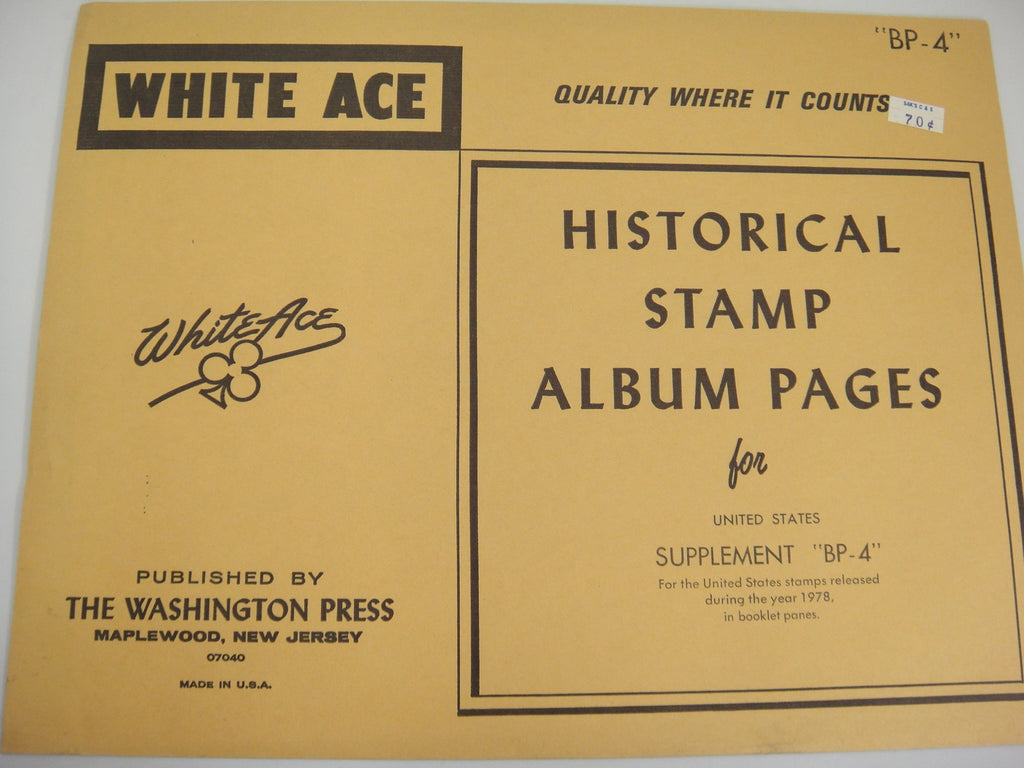 "BP-4"
WHITE ACE
QUALITY WHERE IT COUNTS
70¢
HISTORICAL
STAMP
ALBUM PAGES
for
UNITED STATES
SUPPLEMENT "BP-4"
For the United States stamps released
during the year 1978,
in booklet panes.
White Ace
PUBLISHED BY
THE WASHINGTON PRESS
MAPLEWOOD, NEW JERSEY
07040
MADE IN U.S.A.